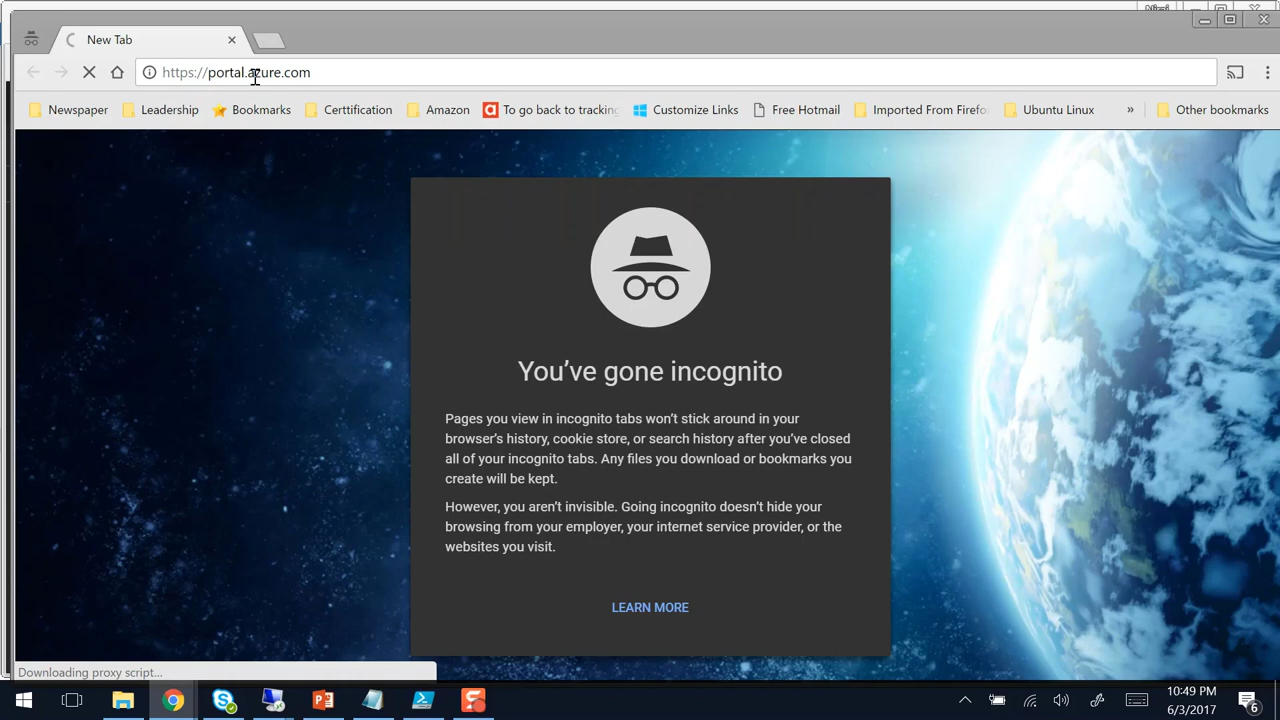 New Tab
https://portal.azure.com
Newspaper
Leadership
Bookmarks
Certtification
Amazon
To go back to tracking
Customize Links
Free Hotmail
Imported From Firefo
Ubuntu Linux
»
Other bookmarks
You've gone incognito
Pages you view in incognito tabs won't stick around in your
browser's history, cookie store, or search history after you've closed
all of your incognito tabs. Any files you download or bookmarks you
create will be kept.
However, you aren't invisible. Going incognito doesn't hide your
browsing from your employer, your internet service provider, or the
websites you visit.
LEARN MORE
Downloading proxy script...
10:49 PM
6/3/2017
6